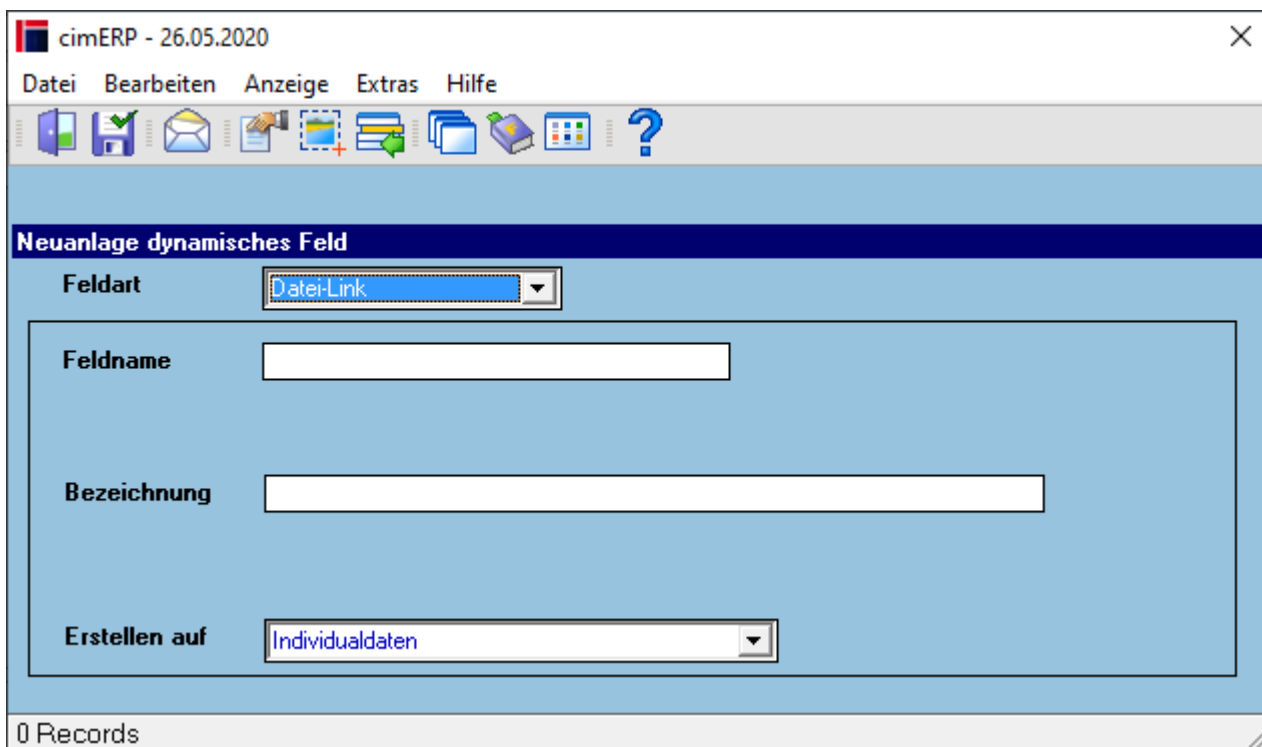 cimERP - 26.05.2020
Datei Bearbeiten Anzeige Extras Hilfe
Neuanlage dynamisches Feld
Feldart Datei-Link
Feldname
Bezeichnung
Erstellen auf Individualdaten
0 Records